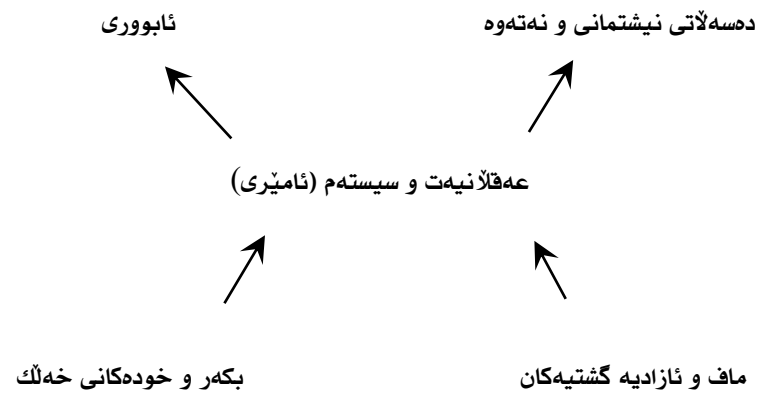 دەسەڵاتی نیشتمانی و نەتەوە
ئابووری
عەقڵانیەت و سیستەم (ئامێری)
ماف و ئازادیە گشتیەکان
بکەر و خودەکانی خەڵك